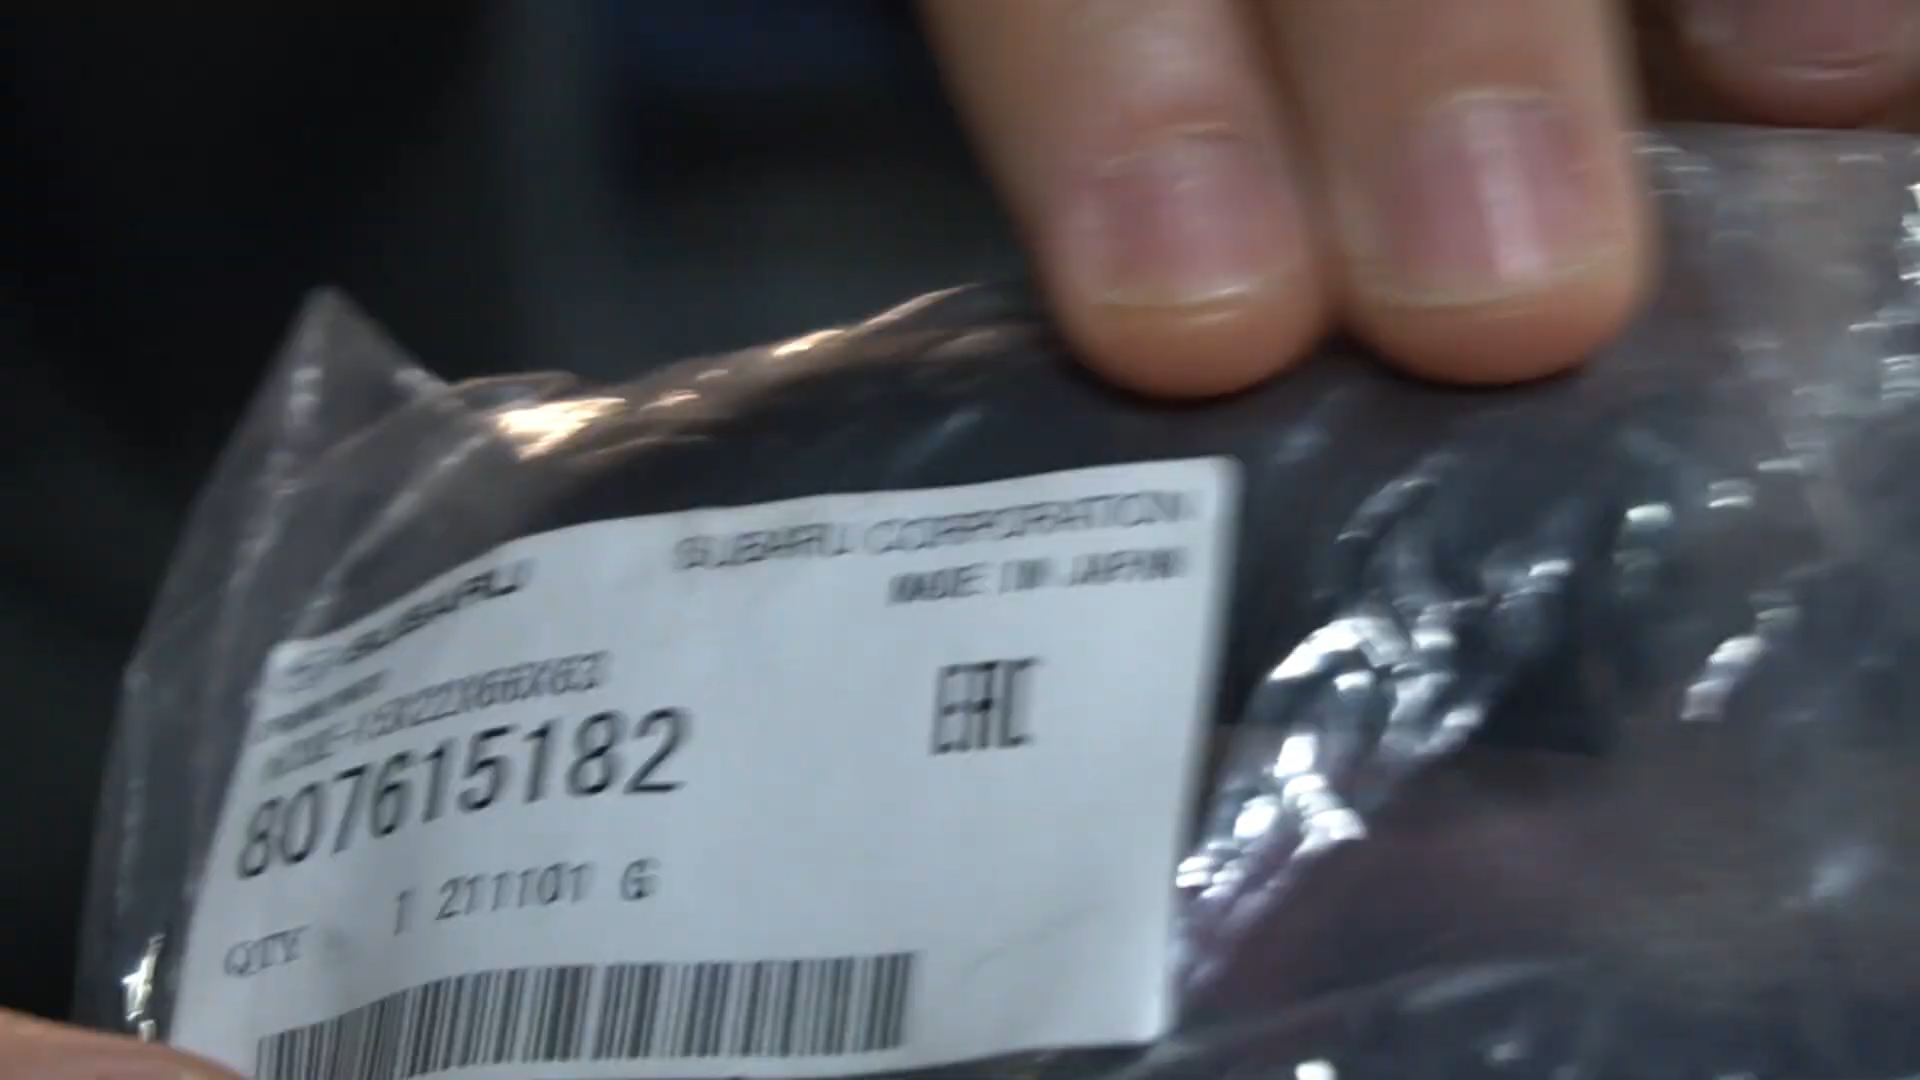 SUBARU
SUBARU CORPORATION
MADE IN JAPAN
EAC
807615182
QTY 1 211101 G